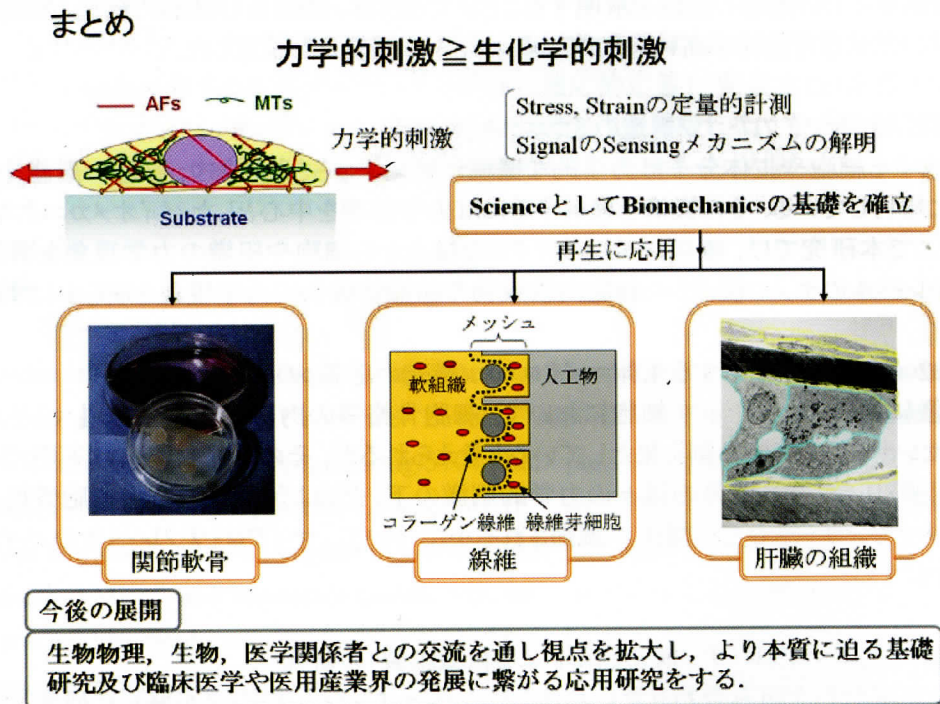 まとめ
力学的刺激≧生化学的刺激
AFs MTs
力学的刺激
Substrate
Stress, Strainの定量的計測
SignalのSensingメカニズムの解明
ScienceとしてBiomechanicsの基礎を確立
再生に応用
メッシュ
軟組織
人工物
コラーゲン線維 線維芽細胞
関節軟骨
線維
肝臓の組織
今後の展開
生物物理，生物，医学関係者との交流を通し視点を拡大し，より本質に迫る基礎
研究及び臨床医学や医用産業界の発展に繋がる応用研究をする．